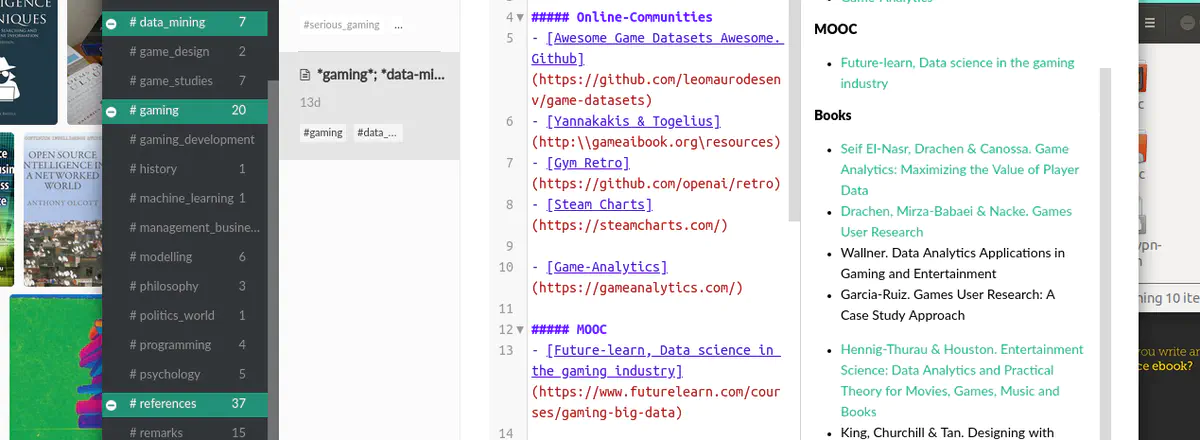 LLIGENCE
NIQUES
OPEN SOURCE
INTELLIGENCE IN
A NETWORKED
WORLD
ANTHONY OLCOTT
# data_mining 7
# game_design 2
# game_studies 7
# gaming 20
# gaming_development
# history 1
# machine_learning 1
# management_busine...
# modelling 6
# philosophy 3
# politics_world 1
# programming 4
# psychology 5
# references 37
# remarks 15
#serious_gaming ...
*gaming*; *data-mi...
13d
#gaming #data_...
4 ##### Online-Communities
5 - [Awesome Game Datasets Awesome.
Github]
(https://github.com/leomaurodesen
v/game-datasets)
6 - [Yannakakis & Togelius]
(http:\\gameaibook.org\resources)
7 - [Gym Retro]
(https://github.com/openai/retro)
8 - [Steam Charts]
(https://steamcharts.com/)
9
10 - [Game-Analytics]
(https://gameanalytics.com/)
11
12 ##### MOOC
13 - [Future-learn, Data science in
the gaming industry]
(https://www.futurelearn.com/cour
ses/gaming-big-data)
14
Game-Analytics
MOOC
Future-learn, Data science in the gaming
industry
Books
Seif El-Nasr, Drachen & Canossa. Game
Analytics: Maximizing the Value of Player
Data
Drachen, Mirza-Babaei & Nacke. Games
User Research
Wallner. Data Analytics Applications in
Gaming and Entertainment
Garcia-Ruiz. Games User Research: A
Case Study Approach
Hennig-Thurau & Houston. Entertainment
Science: Data Analytics and Practical
Theory for Movies, Games, Music and
Books
King, Churchill & Tan. Designing with
vpn-
ning 10 ite
you write an
ce ebook?